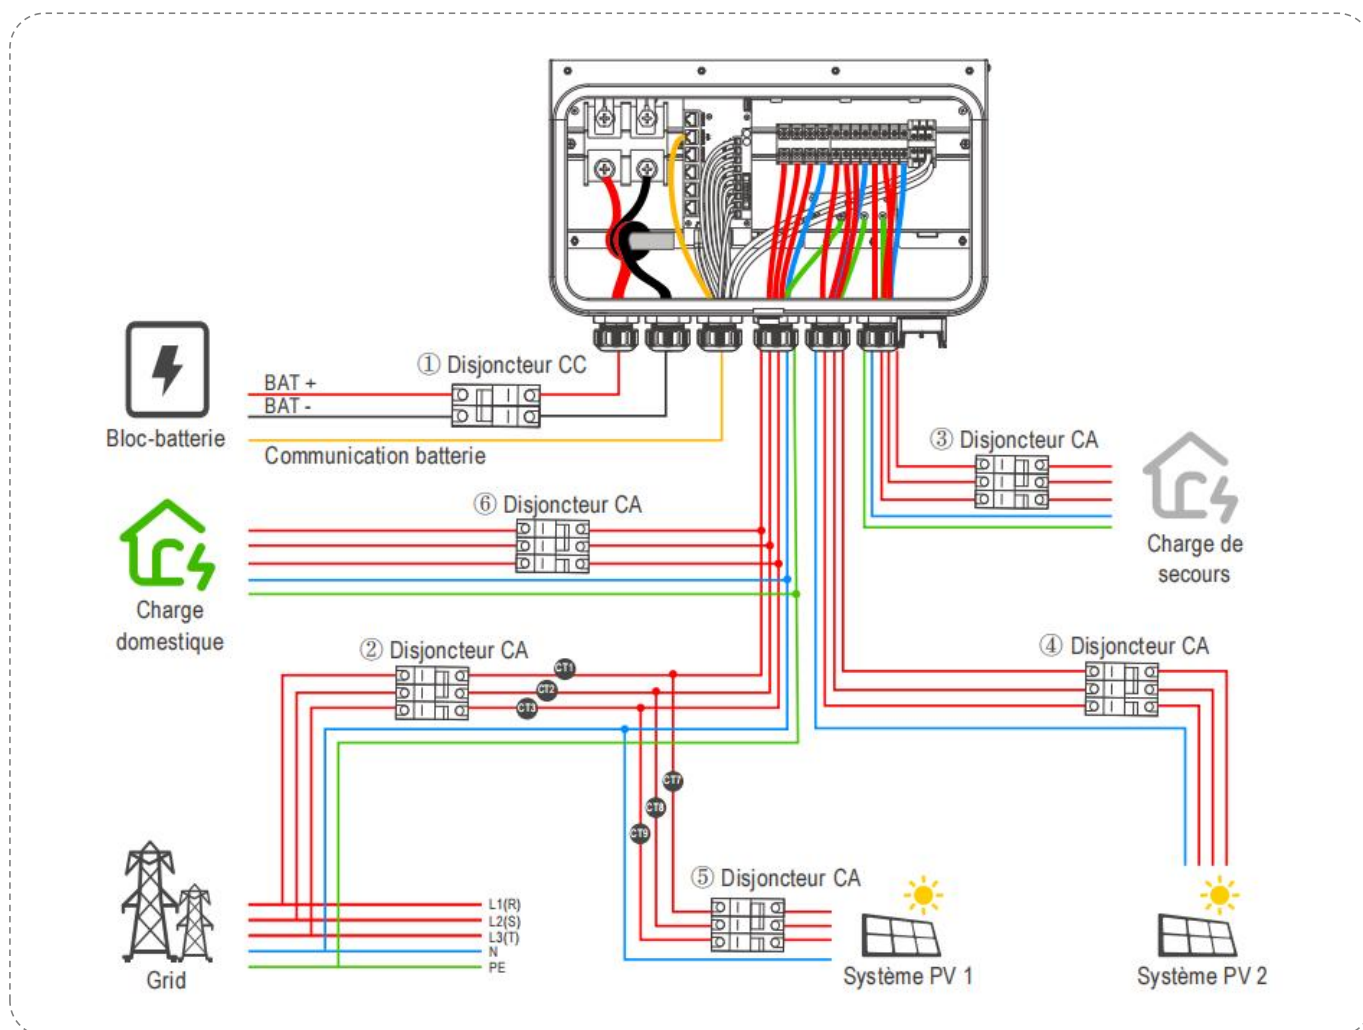 ① Disjoncteur CC
BAT +
BAT -
Bloc-batterie
Communication batterie
③ Disjoncteur CA
⑥ Disjoncteur CA
Charge de
secours
Charge
domestique
② Disjoncteur CA
④ Disjoncteur CA
CT1
CT2
CT3
CT7
CT8
CT9
⑤ Disjoncteur CA
L1(R)
L2(S)
L3(T)
N
PE
Grid
Système PV 1
Système PV 2